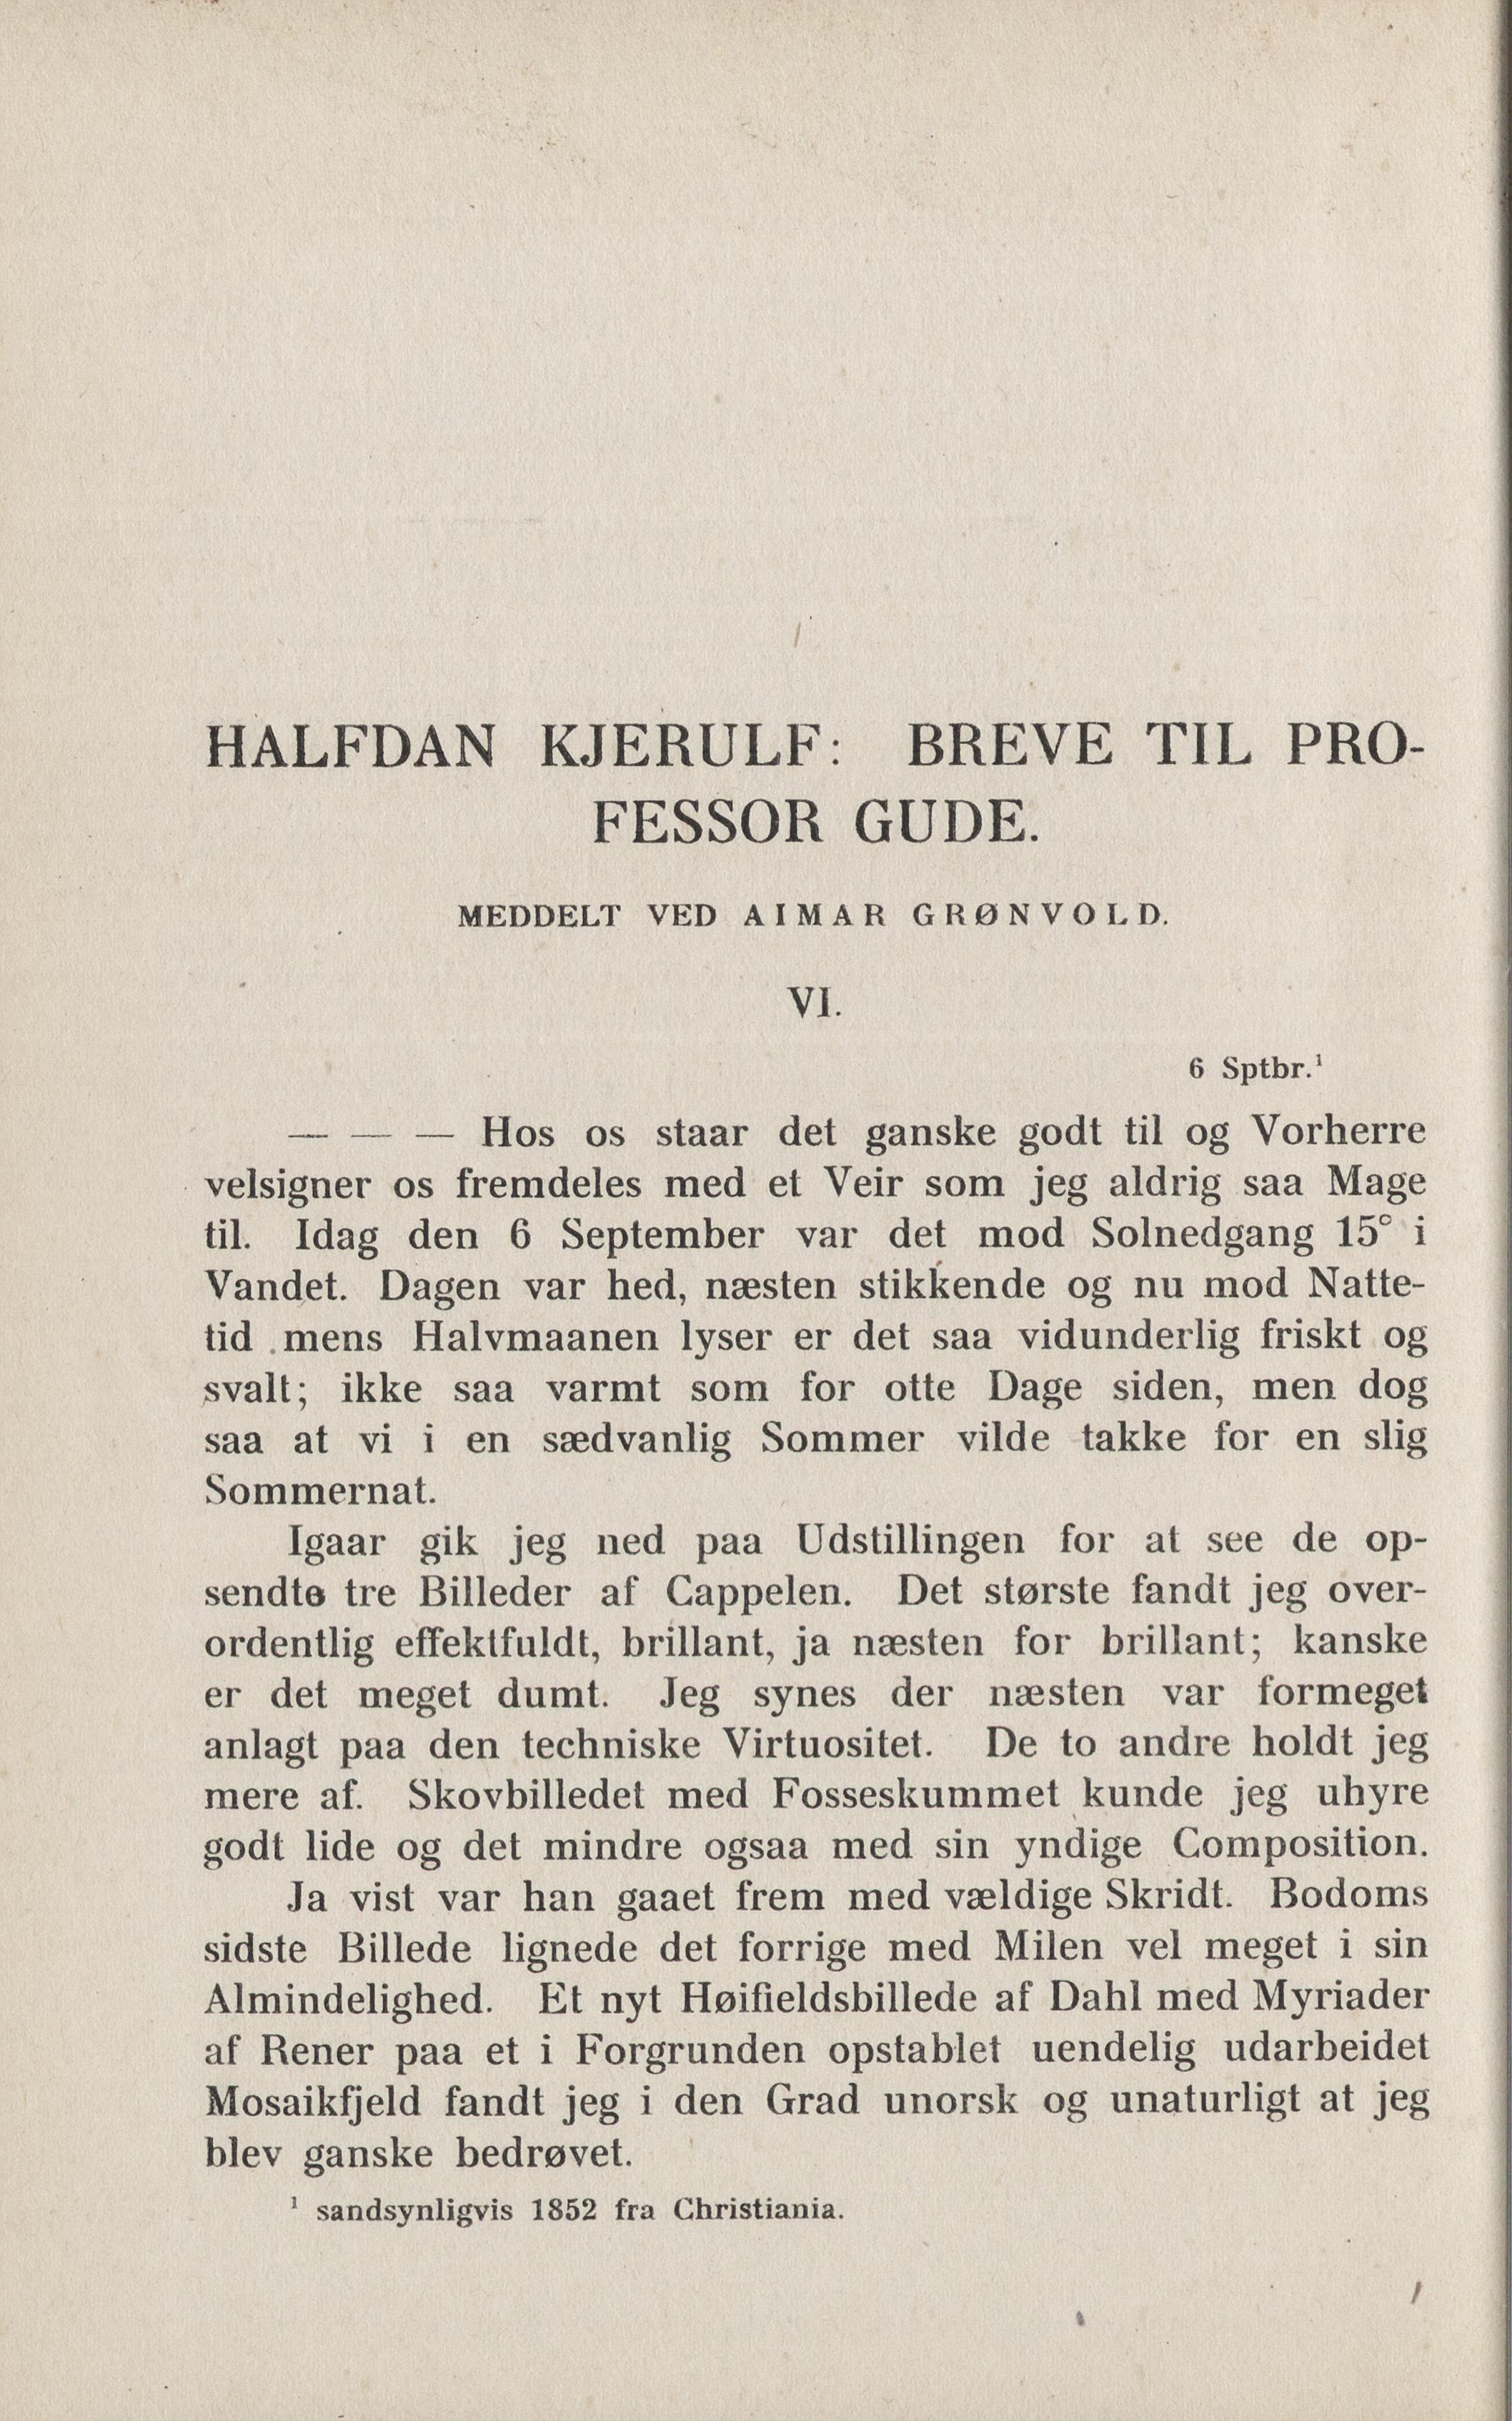 HALFDAN KJERULF: BREVE TIL PRO-
FESSOR GUDE.
MEDDELT VED AIMAR GRØNVOLD.
VI.
6 Sptbr.¹
— — — Hos os staar det ganske godt til og Vorherre
velsigner os fremdeles med et Veir som jeg aldrig saa Mage
til. Idag den 6 September var det mod Solnedgang 15° i
Vandet. Dagen var hed, næsten stikkende og nu mod Natte-
tid mens Halvmaanen lyser er det saa vidunderlig friskt og
svalt; ikke saa varmt som for otte Dage siden, men dog
saa at vi i en sædvanlig Sommer vilde takke for en slig
Sommernat.
Igaar gik jeg ned paa Udstillingen for at see de op-
sendte tre Billeder af Cappelen. Det største fandt jeg over-
ordentlig effektfuldt, brillant, ja næsten for brillant; kanske
er det meget dumt. Jeg synes der næsten var formeget
anlagt paa den techniske Virtuositet. De to andre holdt jeg
mere af. Skovbilledet med Fosseskummet kunde jeg uhyre
godt lide og det mindre ogsaa med sin yndige Composition.
Ja vist var han gaaet frem med vældige Skridt. Bodoms
sidste Billede lignede det forrige med Milen vel meget i sin
Almindelighed. Et nyt Høifieldsbillede af Dahl med Myriader
af Rener paa et i Forgrunden opstablet uendelig udarbeidet
Mosaikfjeld fandt jeg i den Grad unorsk og unaturligt at jeg
blev ganske bedrøvet.
¹ sandsynligvis 1852 fra Christiania.